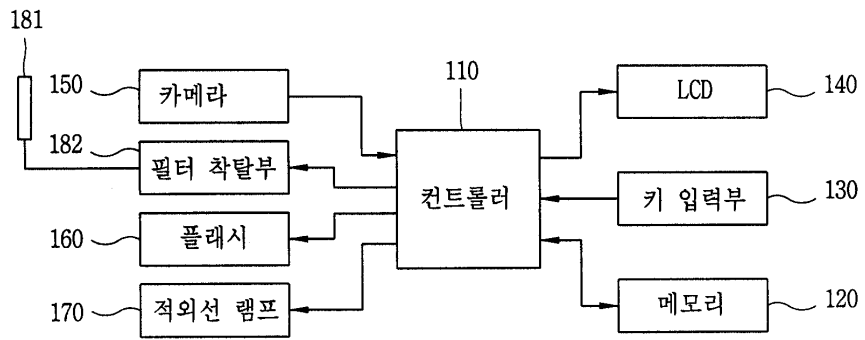 181
150
카메라
182
필터 착탈부
160
플래시
170
적외선 램프
110
컨트롤러
LCD
140
키 입력부
130
메모리
120